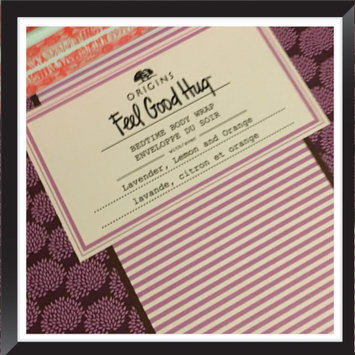 ORIGINS
Feel Good Hug
BEDTIME BODY WRAP
ENVELOPPE DU SOIR
with/avec
Lavender, Lemon and Orange
lavande, citron et orange